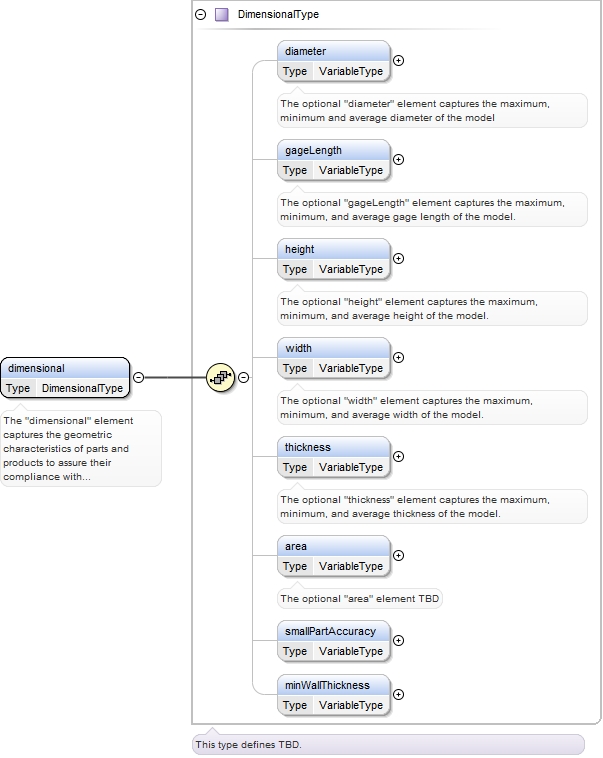 DimensionalType
diameter
Type VariableType
The optional "diameter" element captures the maximum,
minimum and average diameter of the model
gageLength
Type VariableType
The optional "gageLength" element captures the maximum,
minimum, and average gage length of the model.
height
Type VariableType
The optional "height" element captures the maximum,
minimum, and average height of the model.
width
Type VariableType
The optional "width" element captures the maximum,
minimum, and average width of the model.
dimensional
Type DimensionalType
The "dimensional" element
captures the geometric
characteristics of parts and
products to assure their
compliance with...
thickness
Type VariableType
The optional "thickness" element captures the maximum,
minimum, and average thickness of the model.
area
Type VariableType
The optional "area" element TBD
smallPartAccuracy
Type VariableType
minWallThickness
Type VariableType
This type defines TBD.